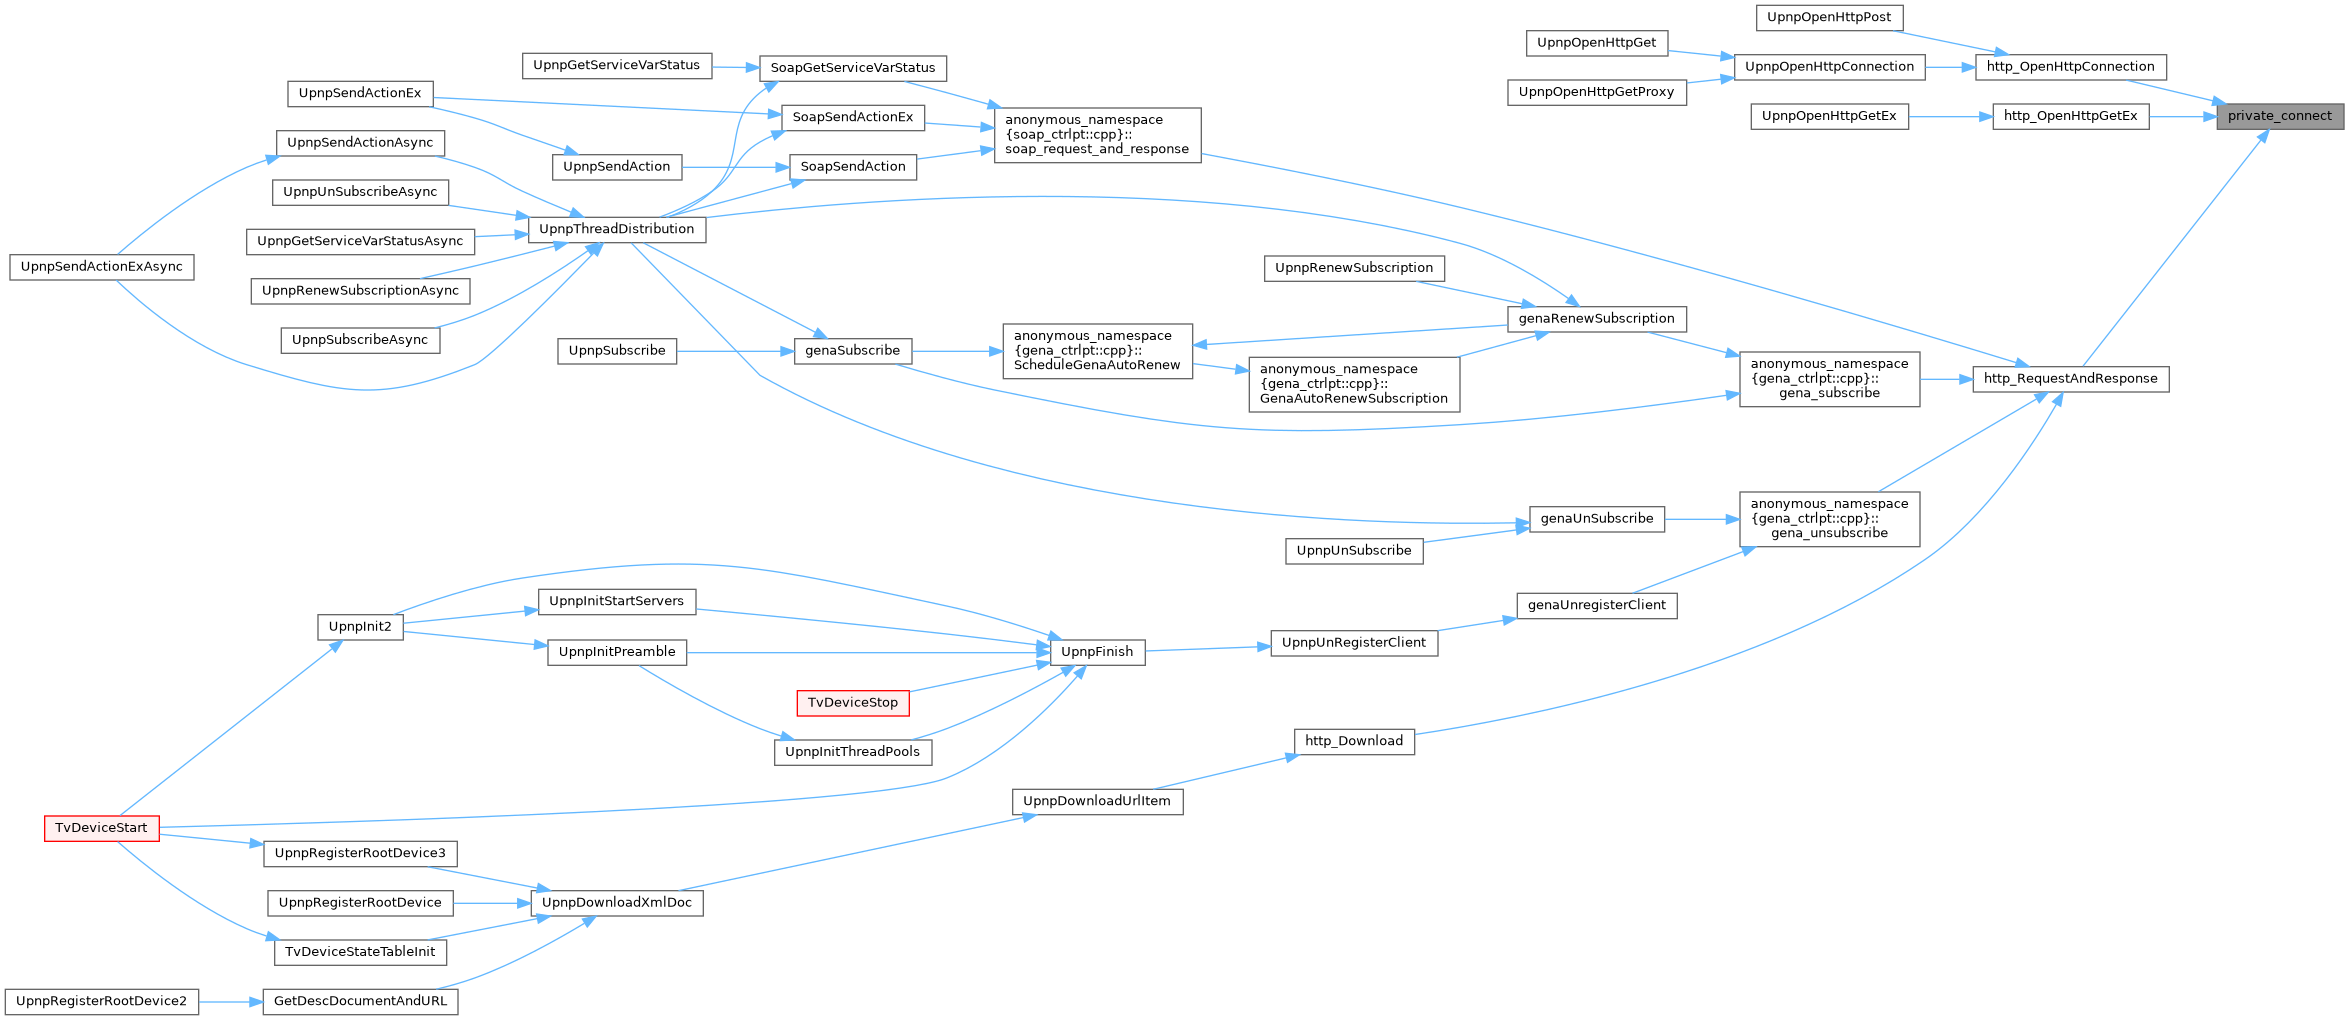 UpnpOpenHttpPost
UpnpOpenHttpGet
UpnpGetServiceVarStatus
SoapGetServiceVarStatus
UpnpOpenHttpConnection
http_OpenHttpConnection
UpnpSendActionEx
UpnpOpenHttpGetProxy
SoapSendActionEx
anonymous_namespace
{soap_ctrlpt::cpp}::
soap_request_and_response
UpnpOpenHttpGetEx
http_OpenHttpGetEx
private_connect
UpnpSendActionAsync
UpnpSendAction
SoapSendAction
UpnpUnSubscribeAsync
UpnpThreadDistribution
UpnpGetServiceVarStatusAsync
UpnpSendActionExAsync
UpnpRenewSubscription
UpnpRenewSubscriptionAsync
genaRenewSubscription
UpnpSubscribeAsync
UpnpSubscribe
genaSubscribe
anonymous_namespace
{gena_ctrlpt::cpp}::
ScheduleGenaAutoRenew
anonymous_namespace
{gena_ctrlpt::cpp}::
GenaAutoRenewSubscription
anonymous_namespace
{gena_ctrlpt::cpp}::
gena_subscribe
http_RequestAndResponse
genaUnSubscribe
anonymous_namespace
{gena_ctrlpt::cpp}::
gena_unsubscribe
UpnpUnSubscribe
UpnpInitStartServers
genaUnregisterClient
UpnpInit2
UpnpInitPreamble
UpnpFinish
UpnpUnRegisterClient
TvDeviceStop
UpnpInitThreadPools
http_Download
UpnpDownloadUrlItem
TvDeviceStart
UpnpRegisterRootDevice3
UpnpRegisterRootDevice
UpnpDownloadXmlDoc
TvDeviceStateTableInit
UpnpRegisterRootDevice2
GetDescDocumentAndURL